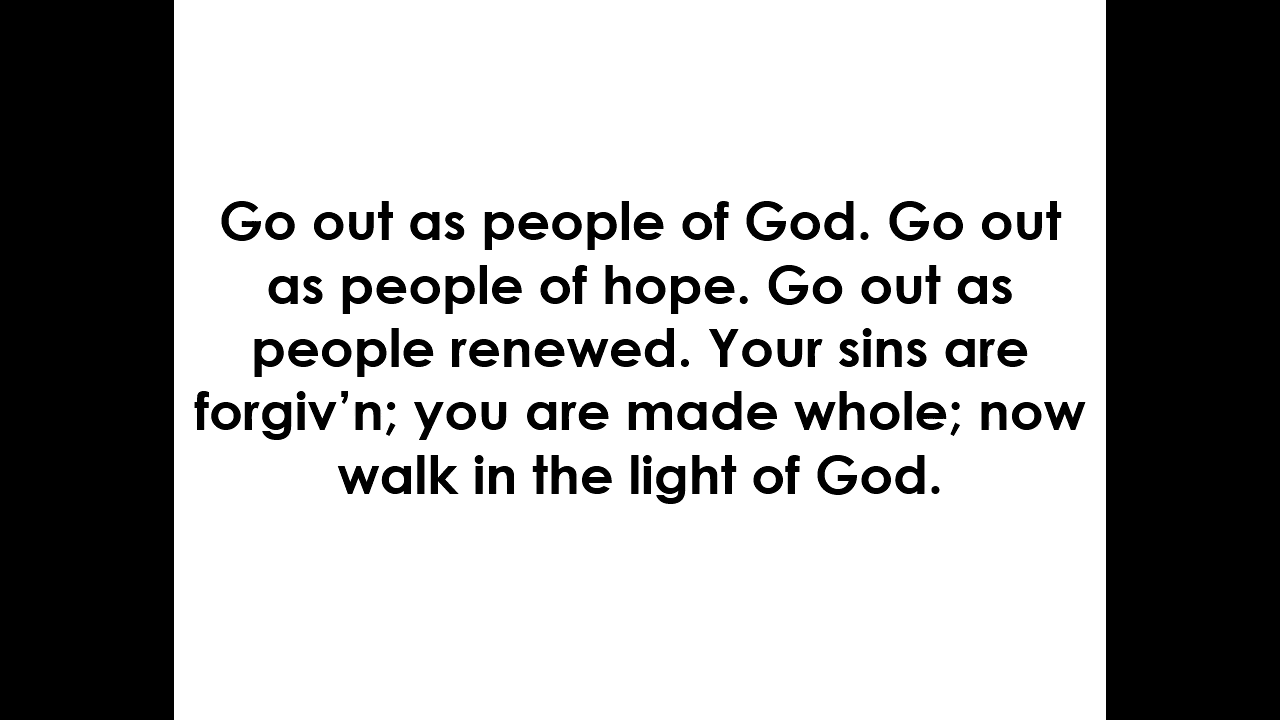 Go out as people of God. Go out
as people of hope. Go out as
people renewed. Your sins are
forgiv’n; you are made whole; now
walk in the light of God.